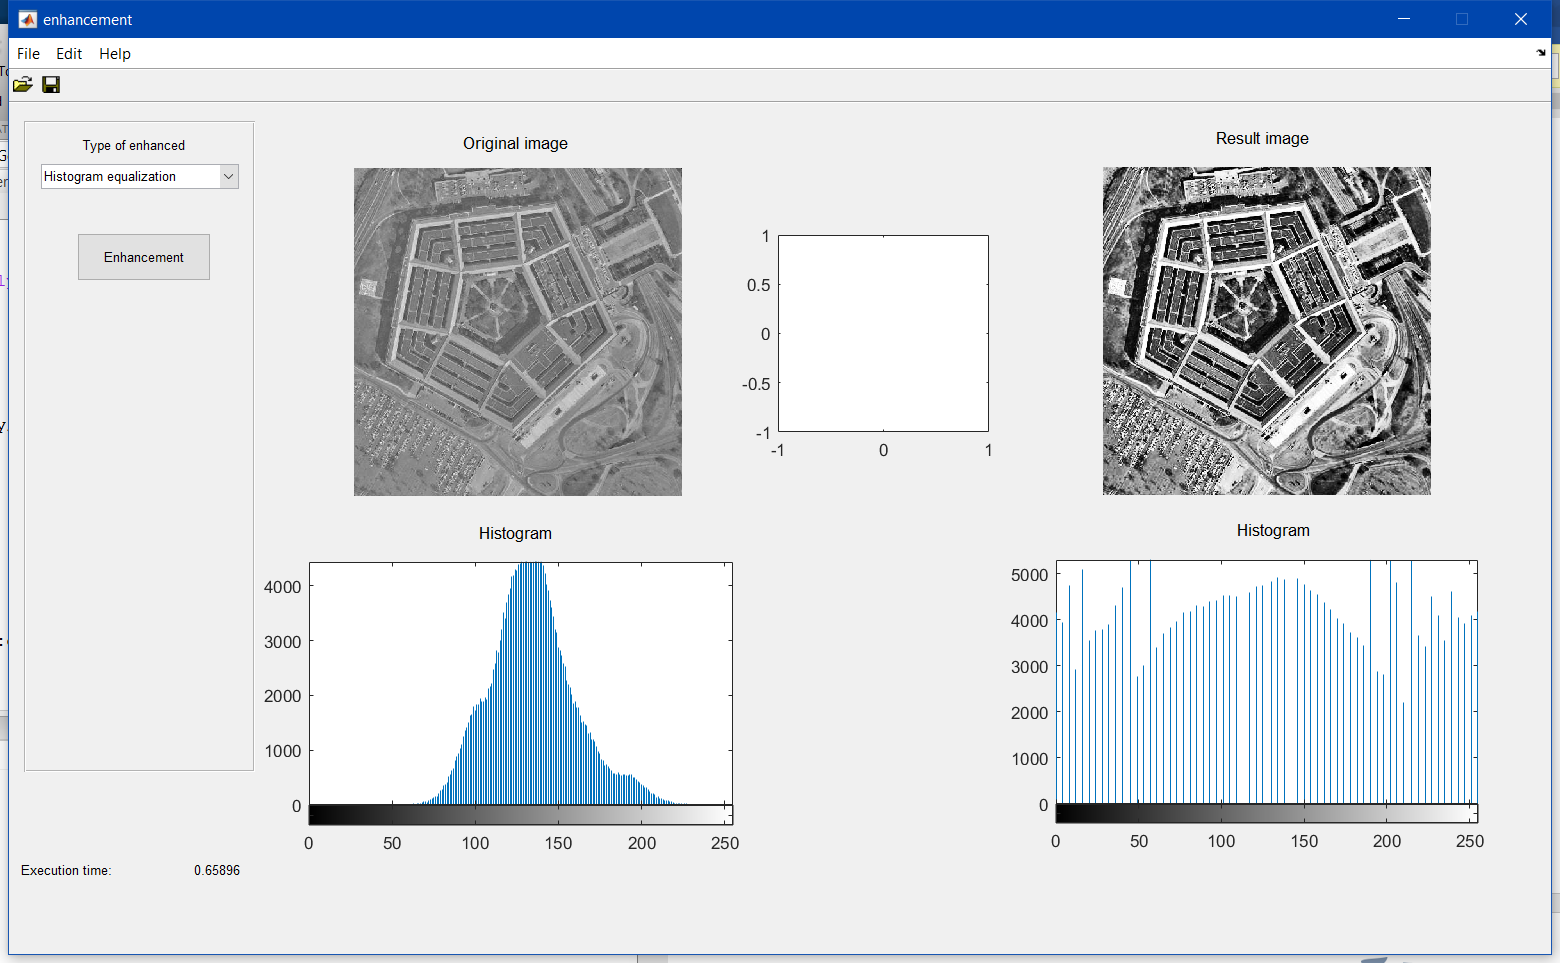 enhancement
File Edit Help
Type of enhanced
Histogram equalization
Enhancement
Execution time: 0.65896
Original image
Result image
1
0.5
0
-0.5
-1
-1 0 1
Histogram
4000
3000
2000
1000
0
0 50 100 150 200 250
Histogram
5000
4000
3000
2000
1000
0
0 50 100 150 200 250